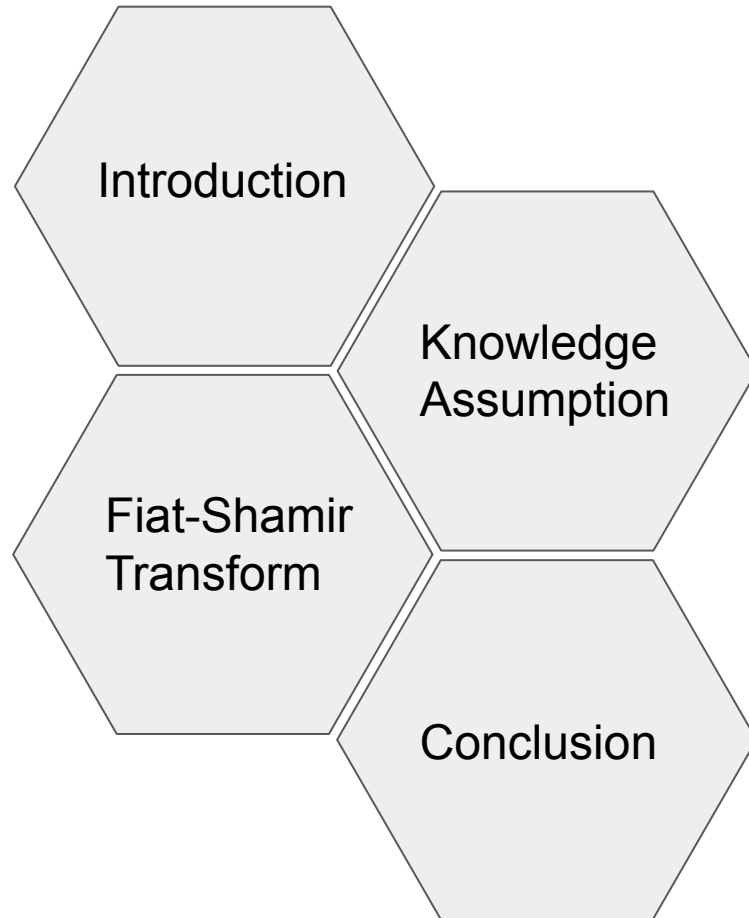 Introduction
Knowledge
Assumption
Fiat-Shamir
Transform
Conclusion